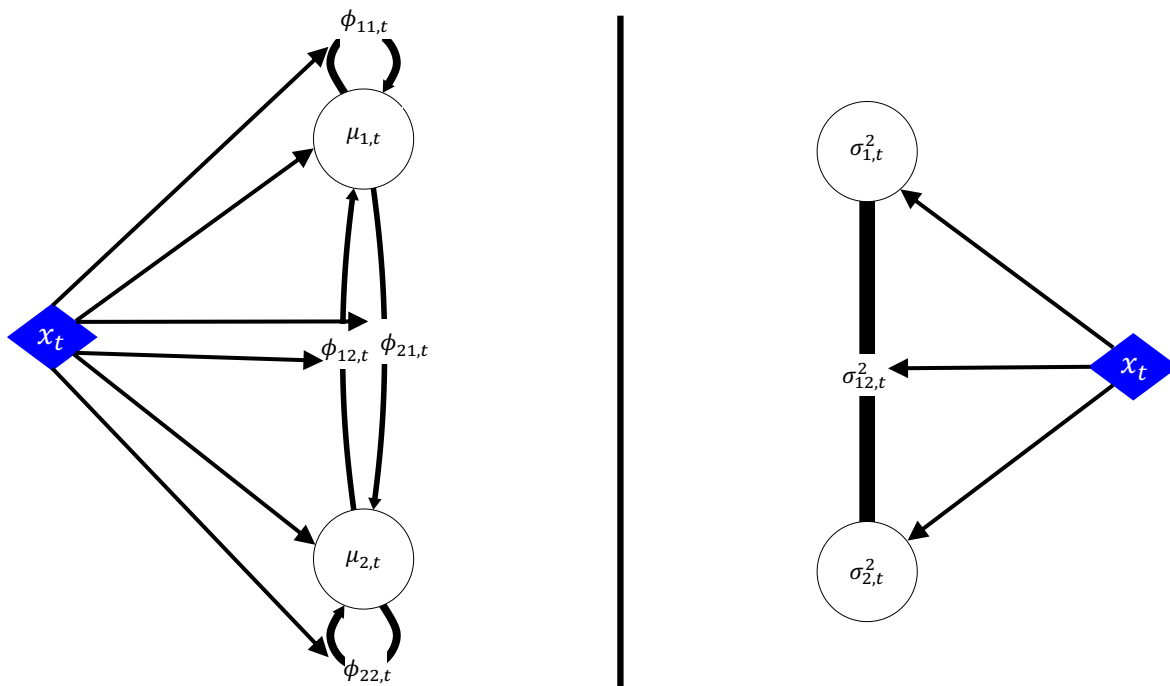 ϕ₁₁,ₜ
μ₁,ₜ
xₜ
ϕ₁₂,ₜ
ϕ₂₁,ₜ
μ₂,ₜ
ϕ₂₂,ₜ
σ²₁,ₜ
σ²₁₂,ₜ
xₜ
σ²₂,ₜ